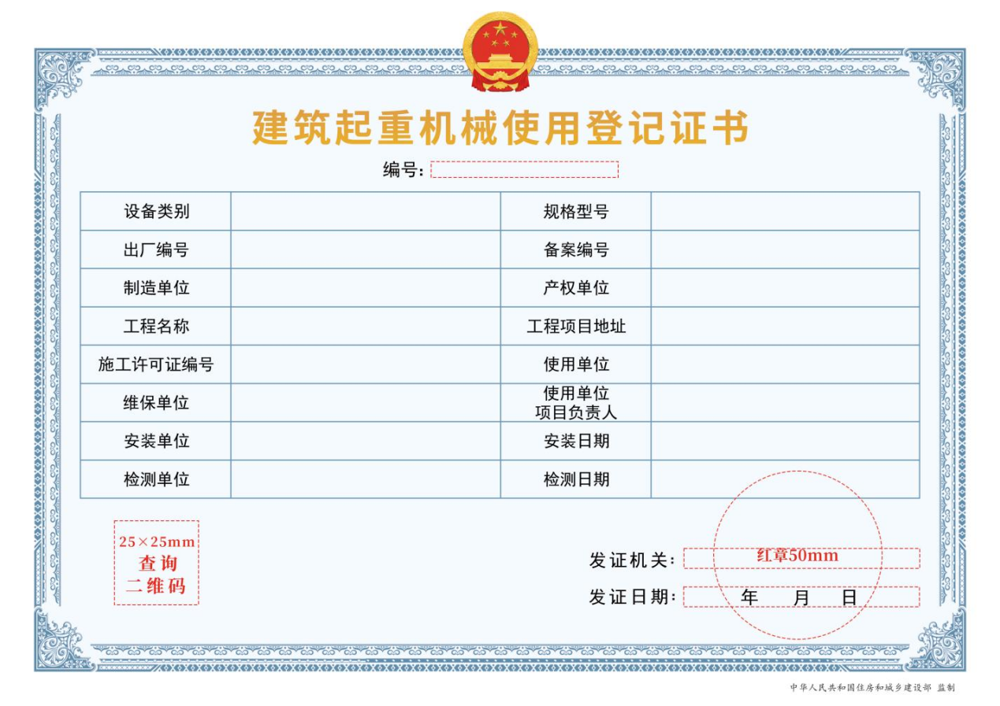 建筑起重机械使用登记证书
编号:
设备类别 规格型号
出厂编号 备案编号
制造单位 产权单位
工程名称 工程项目地址
施工许可证编号 使用单位
维保单位 使用单位
项目负责人
安装单位 安装日期
检测单位 检测日期
25×25mm
查询
二维码
发证机关: 红章50mm
发证日期: 年 月 日
中华人民共和国住房和城乡建设部 监制